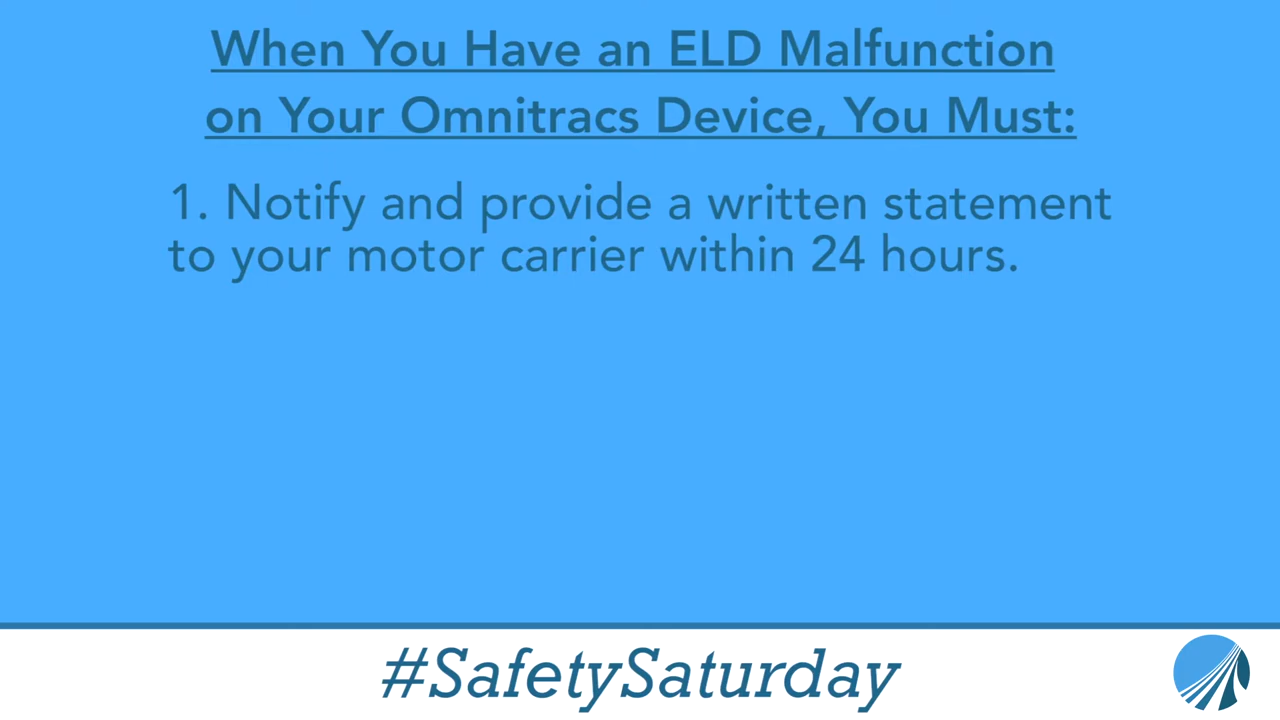 When You Have an ELD Malfunction
on Your Omnitracs Device, You Must:
1. Notify and provide a written statement
to your motor carrier within 24 hours.
#SafetySaturday